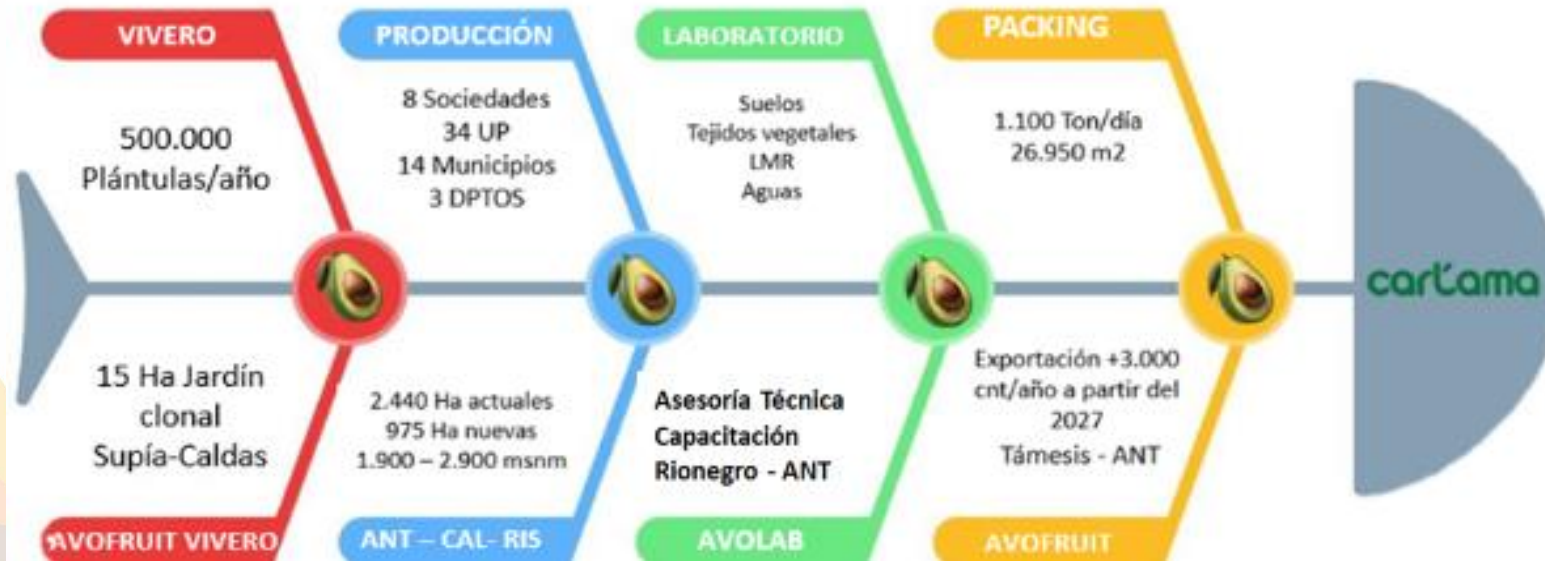 VIVERO
500.000
Plántulas/año
15 Ha Jardín
clonal
Supía-Caldas
AVOFRUIT VIVERO
PRODUCCIÓN
8 Sociedades
34 UP
14 Municipios
3 DPTOS
2.440 Ha actuales
975 Ha nuevas
1.900 – 2.900 msnm
ANT – CAL- RIS
LABORATORIO
Suelos
Tejidos vegetales
LMR
Aguas
Asesoría Técnica
Capacitación
Rionegro - ANT
AVOLAB
PACKING
1.100 Ton/día
26.950 m2
Exportación +3.000
cnt/año a partir del
2027
Támesis - ANT
AVOFRUIT
cartama